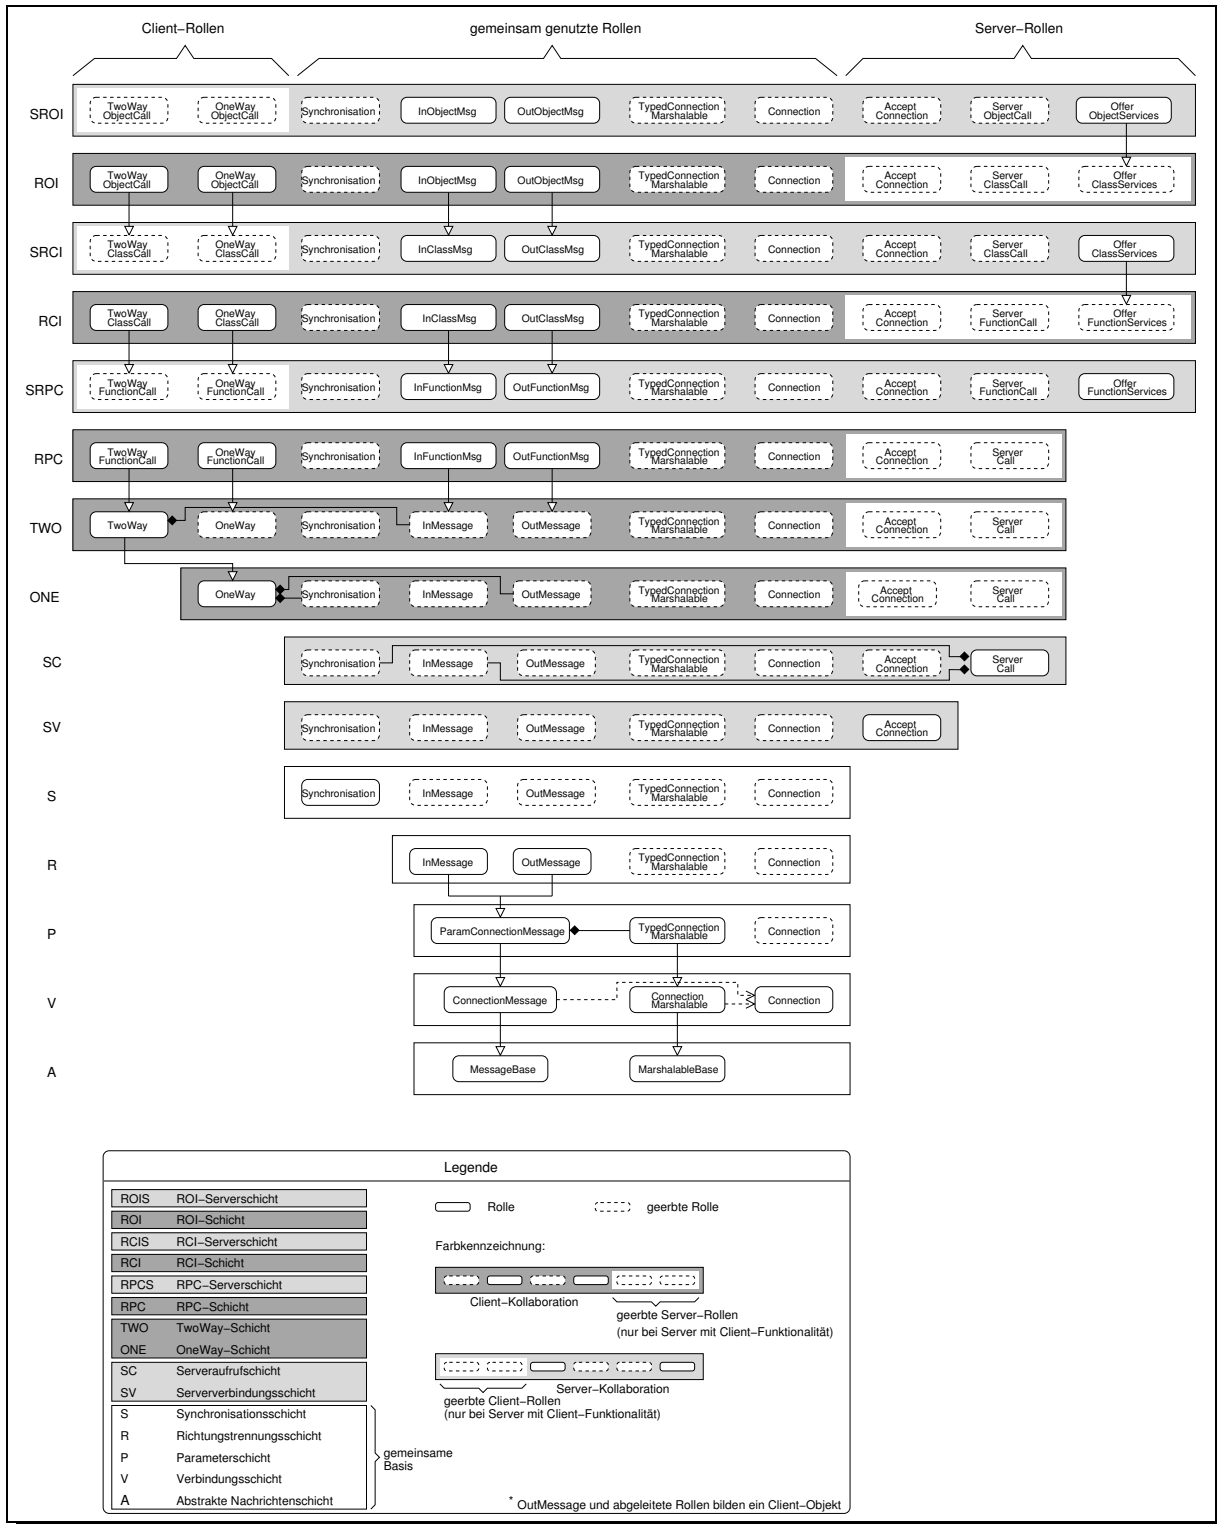 Client–Rollen
gemeinsam genutzte Rollen
Server–Rollen
SROI
TwoWay
ObjectCall
OneWay
ObjectCall
Synchronisation
InObjectMsg
OutObjectMsg
TypedConnection
Marshalable
Connection
Accept
Connection
Server
ObjectCall
Offer
ObjectServices
ROI
TwoWay
ObjectCall
OneWay
ObjectCall
Synchronisation
InObjectMsg
OutObjectMsg
TypedConnection
Marshalable
Connection
Accept
Connection
Server
ClassCall
Offer
ClassServices
SRCI
TwoWay
ClassCall
OneWay
ClassCall
Synchronisation
InClassMsg
OutClassMsg
TypedConnection
Marshalable
Connection
Accept
Connection
Server
ClassCall
Offer
ClassServices
RCI
TwoWay
ClassCall
OneWay
ClassCall
Synchronisation
InClassMsg
OutClassMsg
TypedConnection
Marshalable
Connection
Accept
Connection
Server
FunctionCall
Offer
FunctionServices
SRPC
TwoWay
FunctionCall
OneWay
FunctionCall
Synchronisation
InFunctionMsg
OutFunctionMsg
TypedConnection
Marshalable
Connection
Accept
Connection
Server
FunctionCall
Offer
FunctionServices
RPC
TwoWay
FunctionCall
OneWay
FunctionCall
Synchronisation
InFunctionMsg
OutFunctionMsg
TypedConnection
Marshalable
Connection
Accept
Connection
Server
Call
TWO
TwoWay
OneWay
Synchronisation
InMessage
OutMessage
TypedConnection
Marshalable
Connection
Accept
Connection
Server
Call
ONE
OneWay
Synchronisation
InMessage
OutMessage
TypedConnection
Marshalable
Connection
Accept
Connection
Server
Call
SC
Synchronisation
InMessage
OutMessage
TypedConnection
Marshalable
Connection
Accept
Connection
Server
Call
SV
Synchronisation
InMessage
OutMessage
TypedConnection
Marshalable
Connection
Accept
Connection
S
Synchronisation
InMessage
OutMessage
TypedConnection
Marshalable
Connection
R
InMessage
OutMessage
TypedConnection
Marshalable
Connection
P
ParamConnectionMessage
TypedConnection
Marshalable
Connection
V
ConnectionMessage
Connection
Marshalable
Connection
A
MessageBase
MarshalableBase
Legende
ROIS ROI–Serverschicht
ROI ROI–Schicht
RCIS RCI–Serverschicht
RCI RCI–Schicht
RPCS RPC–Serverschicht
RPC RPC–Schicht
TWO TwoWay–Schicht
ONE OneWay–Schicht
SC Serveraufrufschicht
SV Serververbindungsschicht
S Synchronisationsschicht
R Richtungstrennungsschicht
P Parameterschicht
V Verbindungsschicht
A Abstrakte Nachrichtenschicht
gemeinsame
Basis
Rolle
geerbte Rolle
Farbkennzeichnung:
Client–Kollaboration
geerbte Server–Rollen
(nur bei Server mit Client–Funktionalität)
Server–Kollaboration
geerbte Client–Rollen
(nur bei Server mit Client–Funktionalität)
* OutMessage und abgeleitete Rollen bilden ein Client–Objekt